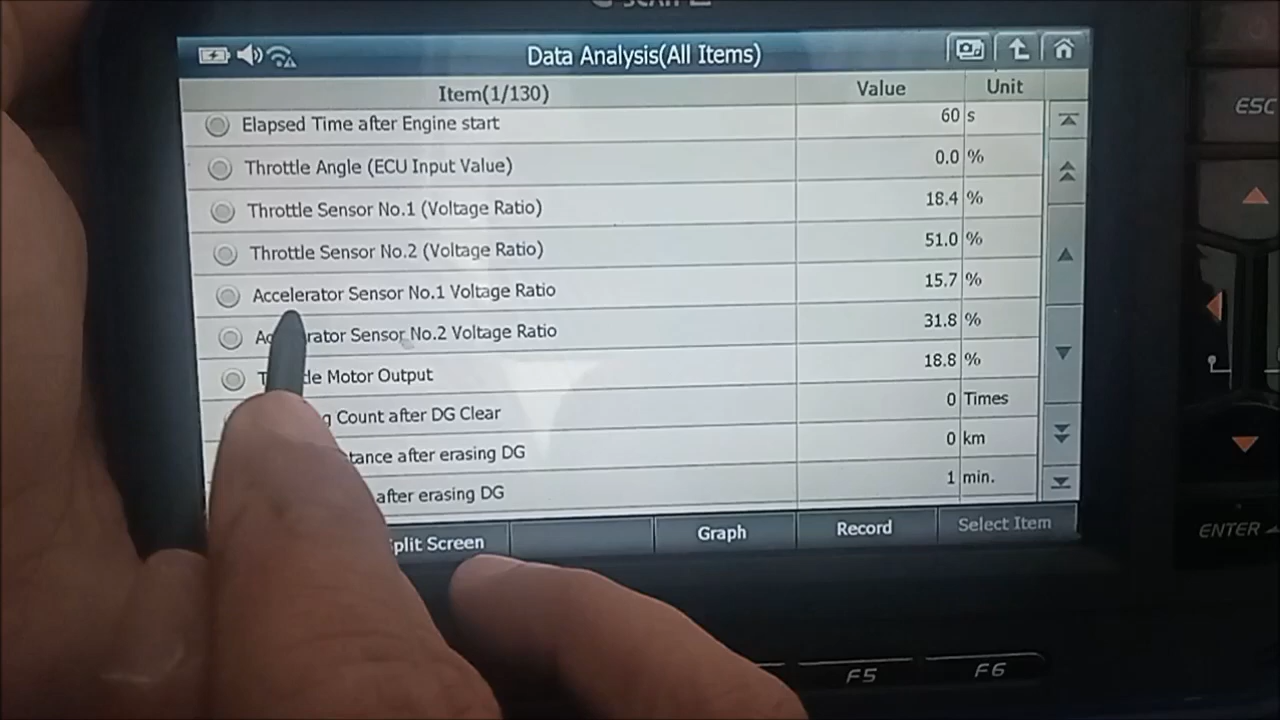 Data Analysis(All Items)
Item(1/130) Value Unit
Elapsed Time after Engine start 60 s
Throttle Angle (ECU Input Value) 0.0 %
Throttle Sensor No.1 (Voltage Ratio) 18.4 %
Throttle Sensor No.2 (Voltage Ratio) 51.0 %
Accelerator Sensor No.1 Voltage Ratio 15.7 %
Sensor No.2 Voltage Ratio 31.8 %
Motor Output 18.8 %
Count after DG Clear 0 Times
after erasing DG 0 km
after erasing DG 1 min.
Screen Graph Record Select Item
ESC
ENTER
F5 F6